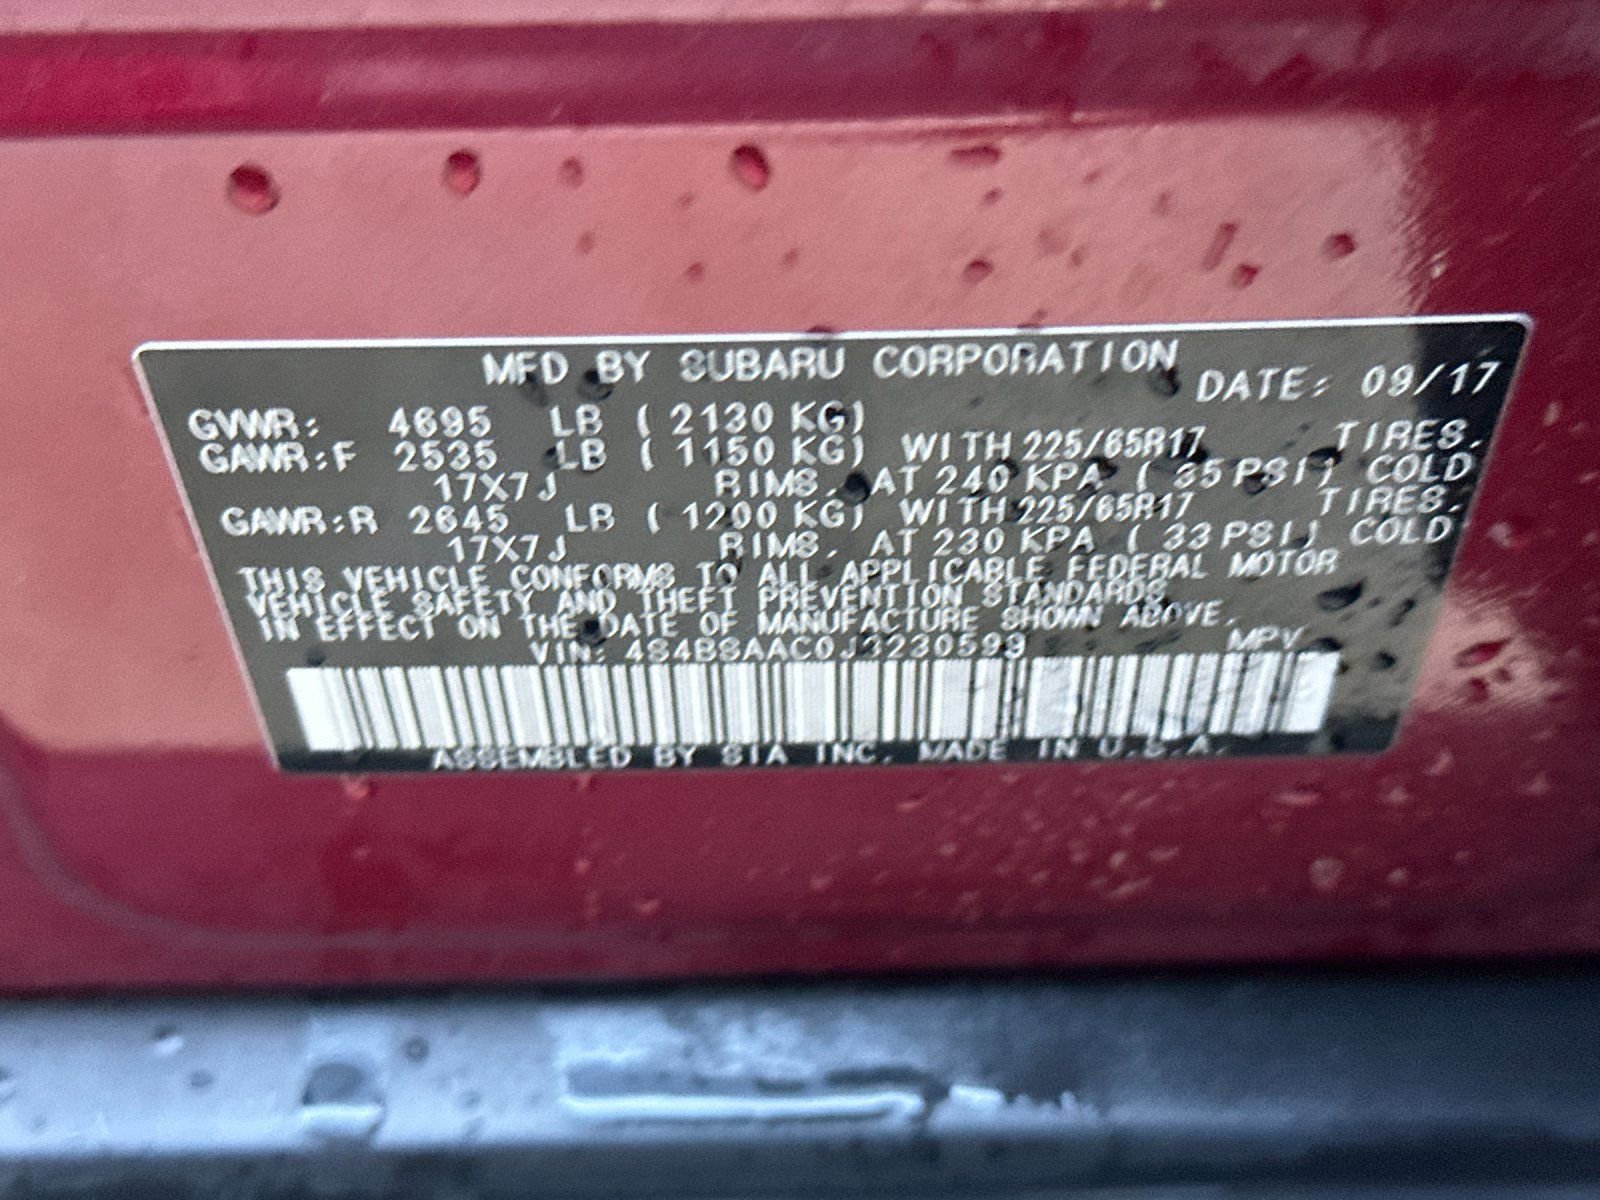 MFD BY SUBARU CORPORATION DATE: 09/17
GVWR: 4695 LB ( 2130 KG)
GAWR:F 2535 LB ( 1150 KG) WITH 225/65R17 TIRES.
17X7J RIMS. AT 240 KPA ( 35 PSI) COLD
GAWR:R 2645 LB ( 1200 KG) WITH 225/65R17 TIRES.
17X7J RIMS. AT 230 KPA ( 33 PSI) COLD
THIS VEHICLE CONFORMS TO ALL APPLICABLE FEDERAL MOTOR
VEHICLE SAFETY AND THEFT PREVENTION STANDARDS
IN EFFECT ON THE DATE OF MANUFACTURE SHOWN ABOVE.
VIN: 4S4BSAAC0J3230599 MPV
ASSEMBLED BY SIA INC. MADE IN U.S.A.